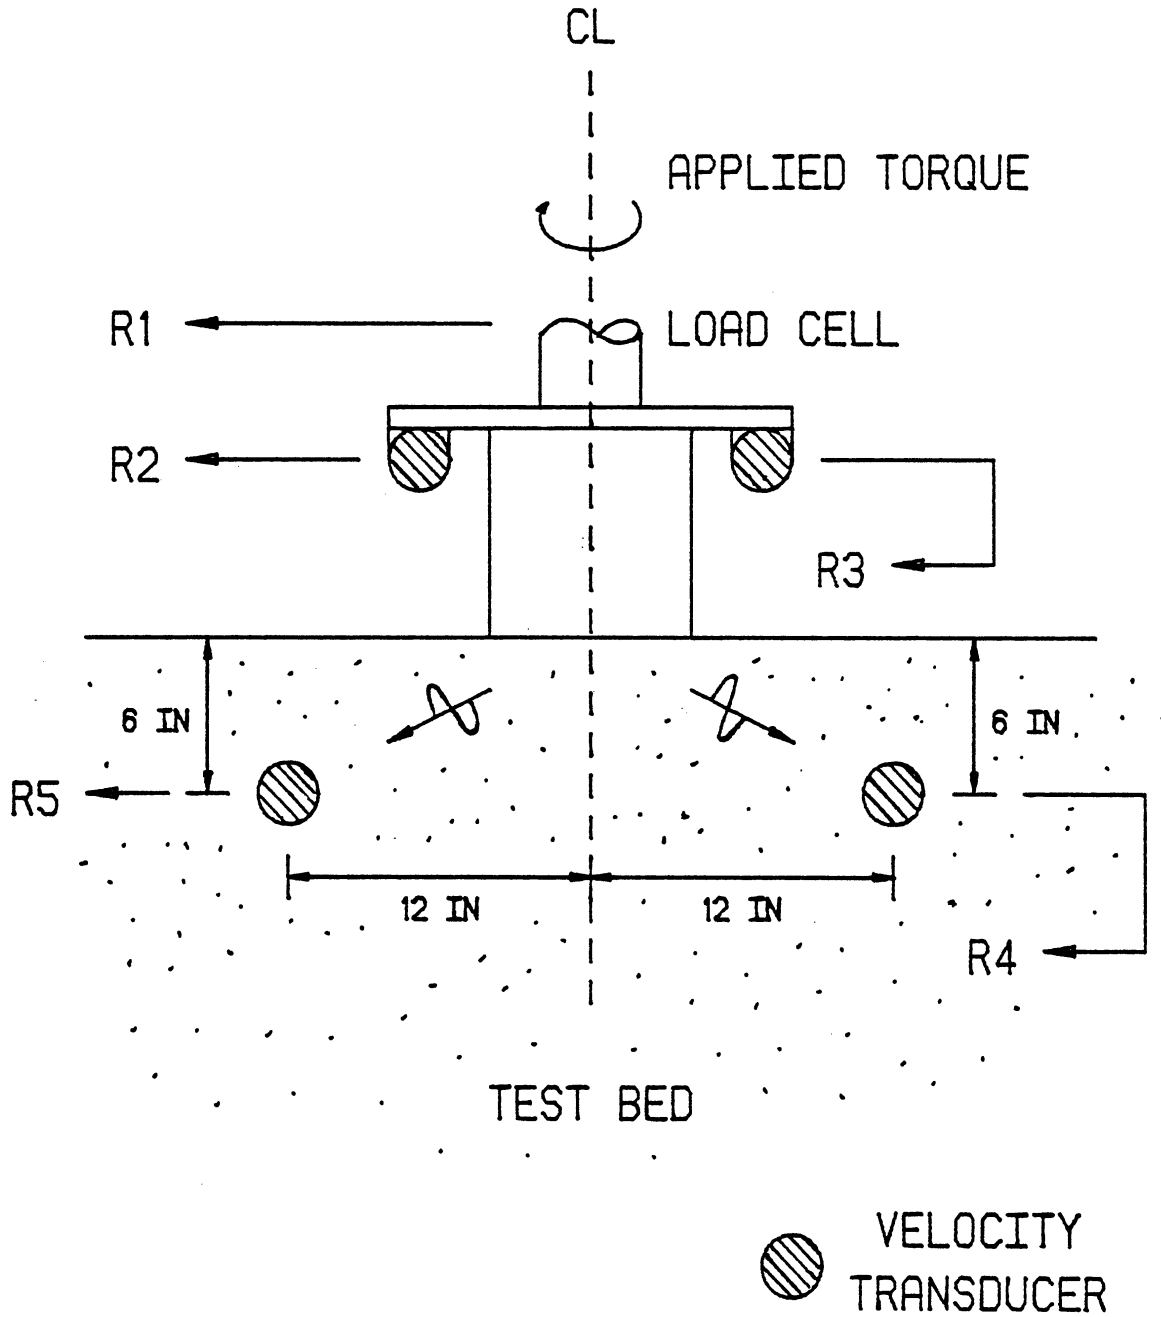 CL
APPLIED TORQUE
R1
LOAD CELL
R2
R3
6 IN
6 IN
R5
12 IN
12 IN
R4
TEST BED
VELOCITY
TRANSDUCER